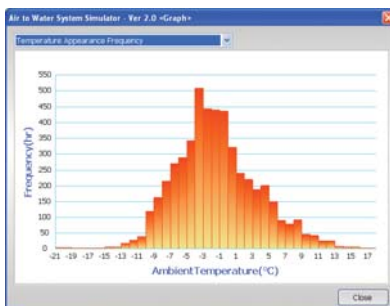 Air to Water System Simulator - Ver 2.0 <Graph>
Temperature Appearance Frequency
550
500
450
400
350
300
250
200
150
100
50
0
Frequency(hr)
-21 -19 -17 -15 -13 -11 -9 -7 -5 -3 -1 1 3 5 7 9 11 13 15 17
AmbientTemperature(°C)
Close